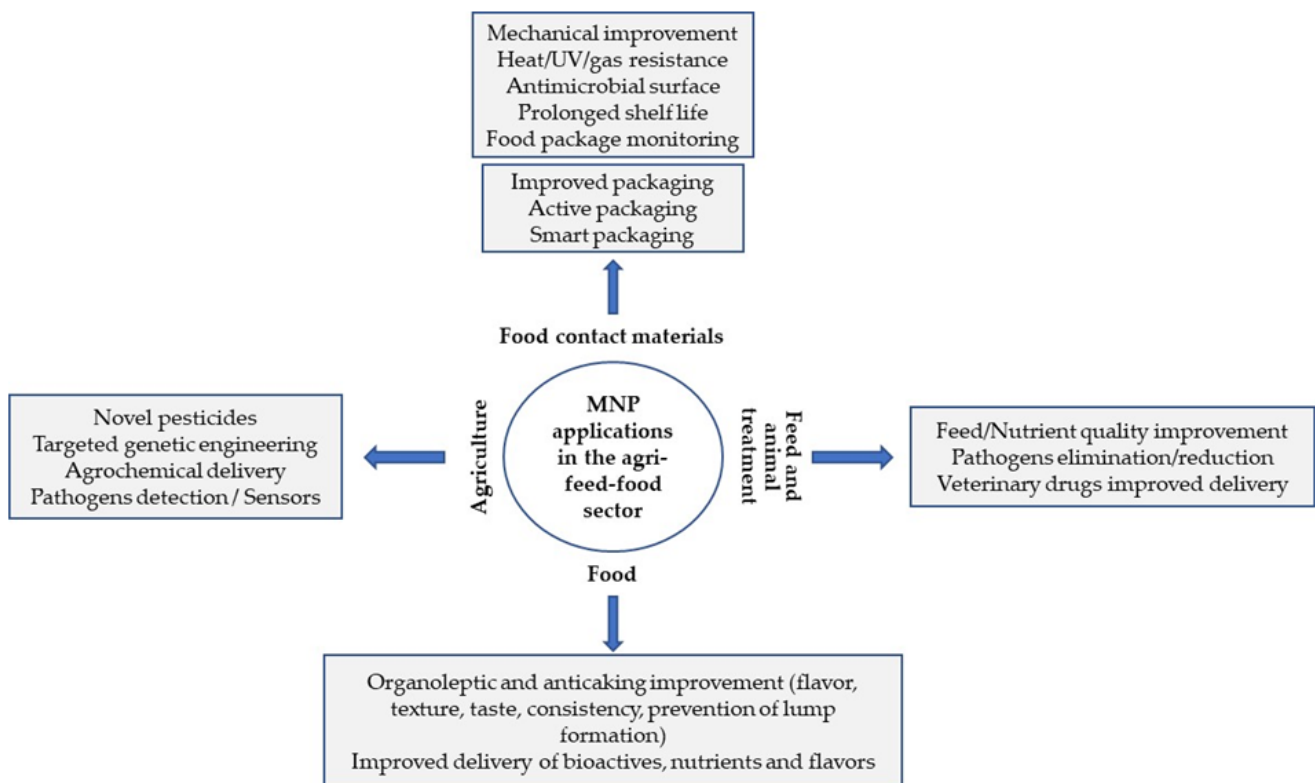 Mechanical improvement
Heat/UV/gas resistance
Antimicrobial surface
Prolonged shelf life
Food package monitoring
Improved packaging
Active packaging
Smart packaging
Food contact materials
Novel pesticides
Targeted genetic engineering
Agrochemical delivery
Pathogens detection / Sensors
Agriculture
MNP
applications
in the agri-
feed-food
sector
Feed and
animal
treatment
Feed/Nutrient quality improvement
Pathogens elimination/reduction
Veterinary drugs improved delivery
Food
Organoleptic and anticaking improvement (flavor,
texture, taste, consistency, prevention of lump
formation)
Improved delivery of bioactives, nutrients and flavors